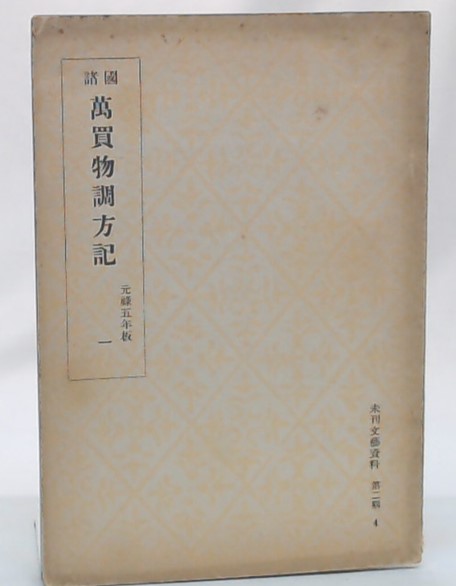 諸國
萬買物調方記
元祿五年板
一
未刊文藝資料　第二期　4